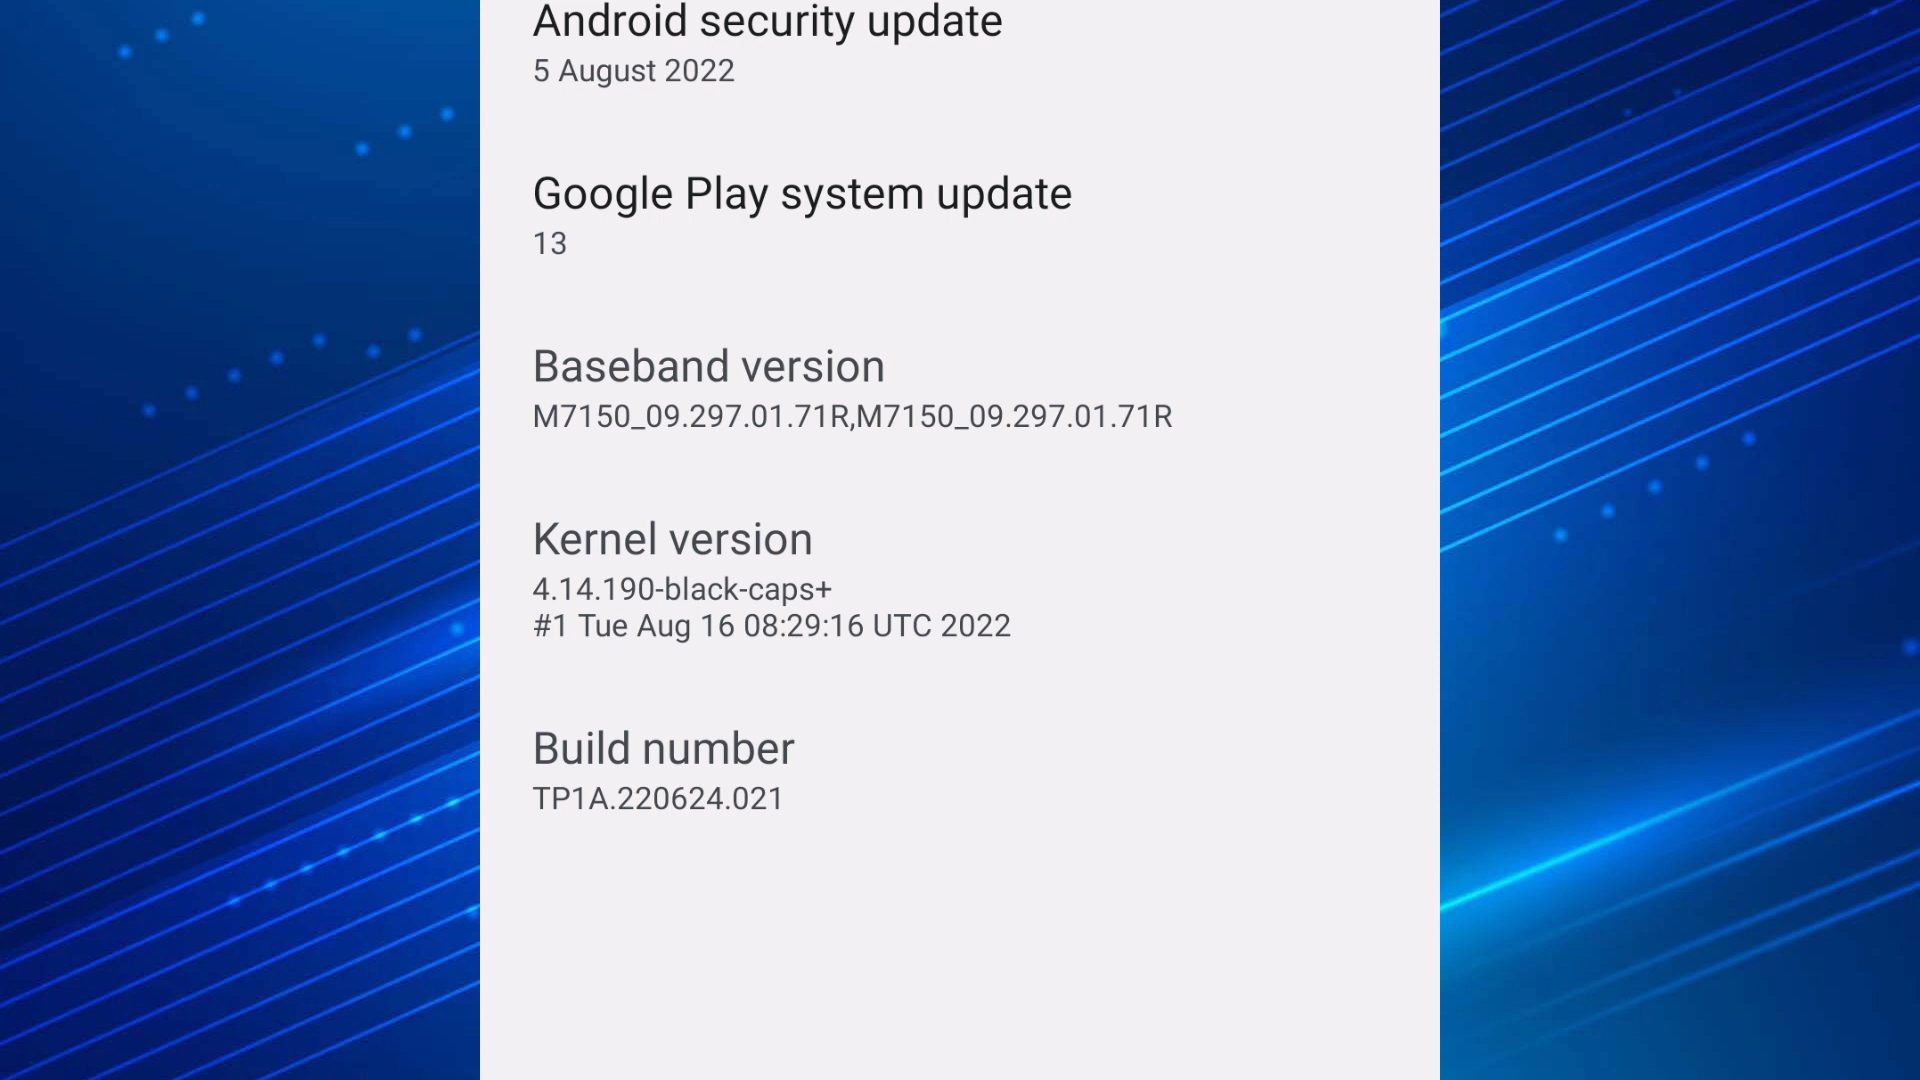 Android security update
5 August 2022
Google Play system update
13
Baseband version
M7150_09.297.01.71R,M7150_09.297.01.71R
Kernel version
4.14.190-black-caps+
#1 Tue Aug 16 08:29:16 UTC 2022
Build number
TP1A.220624.021